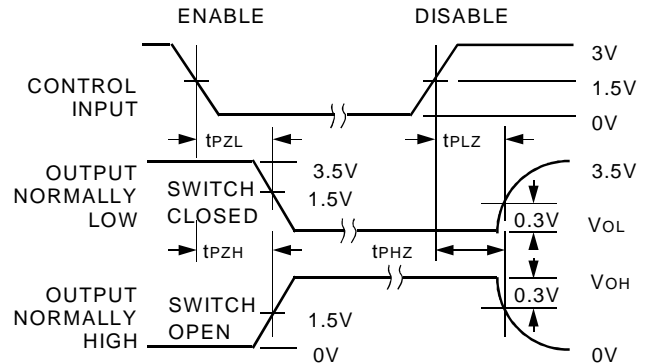 ENABLE DISABLE
3V
CONTROL
INPUT
1.5V
0V
tPZL tPLZ
OUTPUT
NORMALLY
LOW
SWITCH
CLOSED
3.5V
1.5V
3.5V
0.3V
VOL
tPZH tPHZ
OUTPUT
NORMALLY
HIGH
SWITCH
OPEN
1.5V
0V
VOH
0.3V
0V